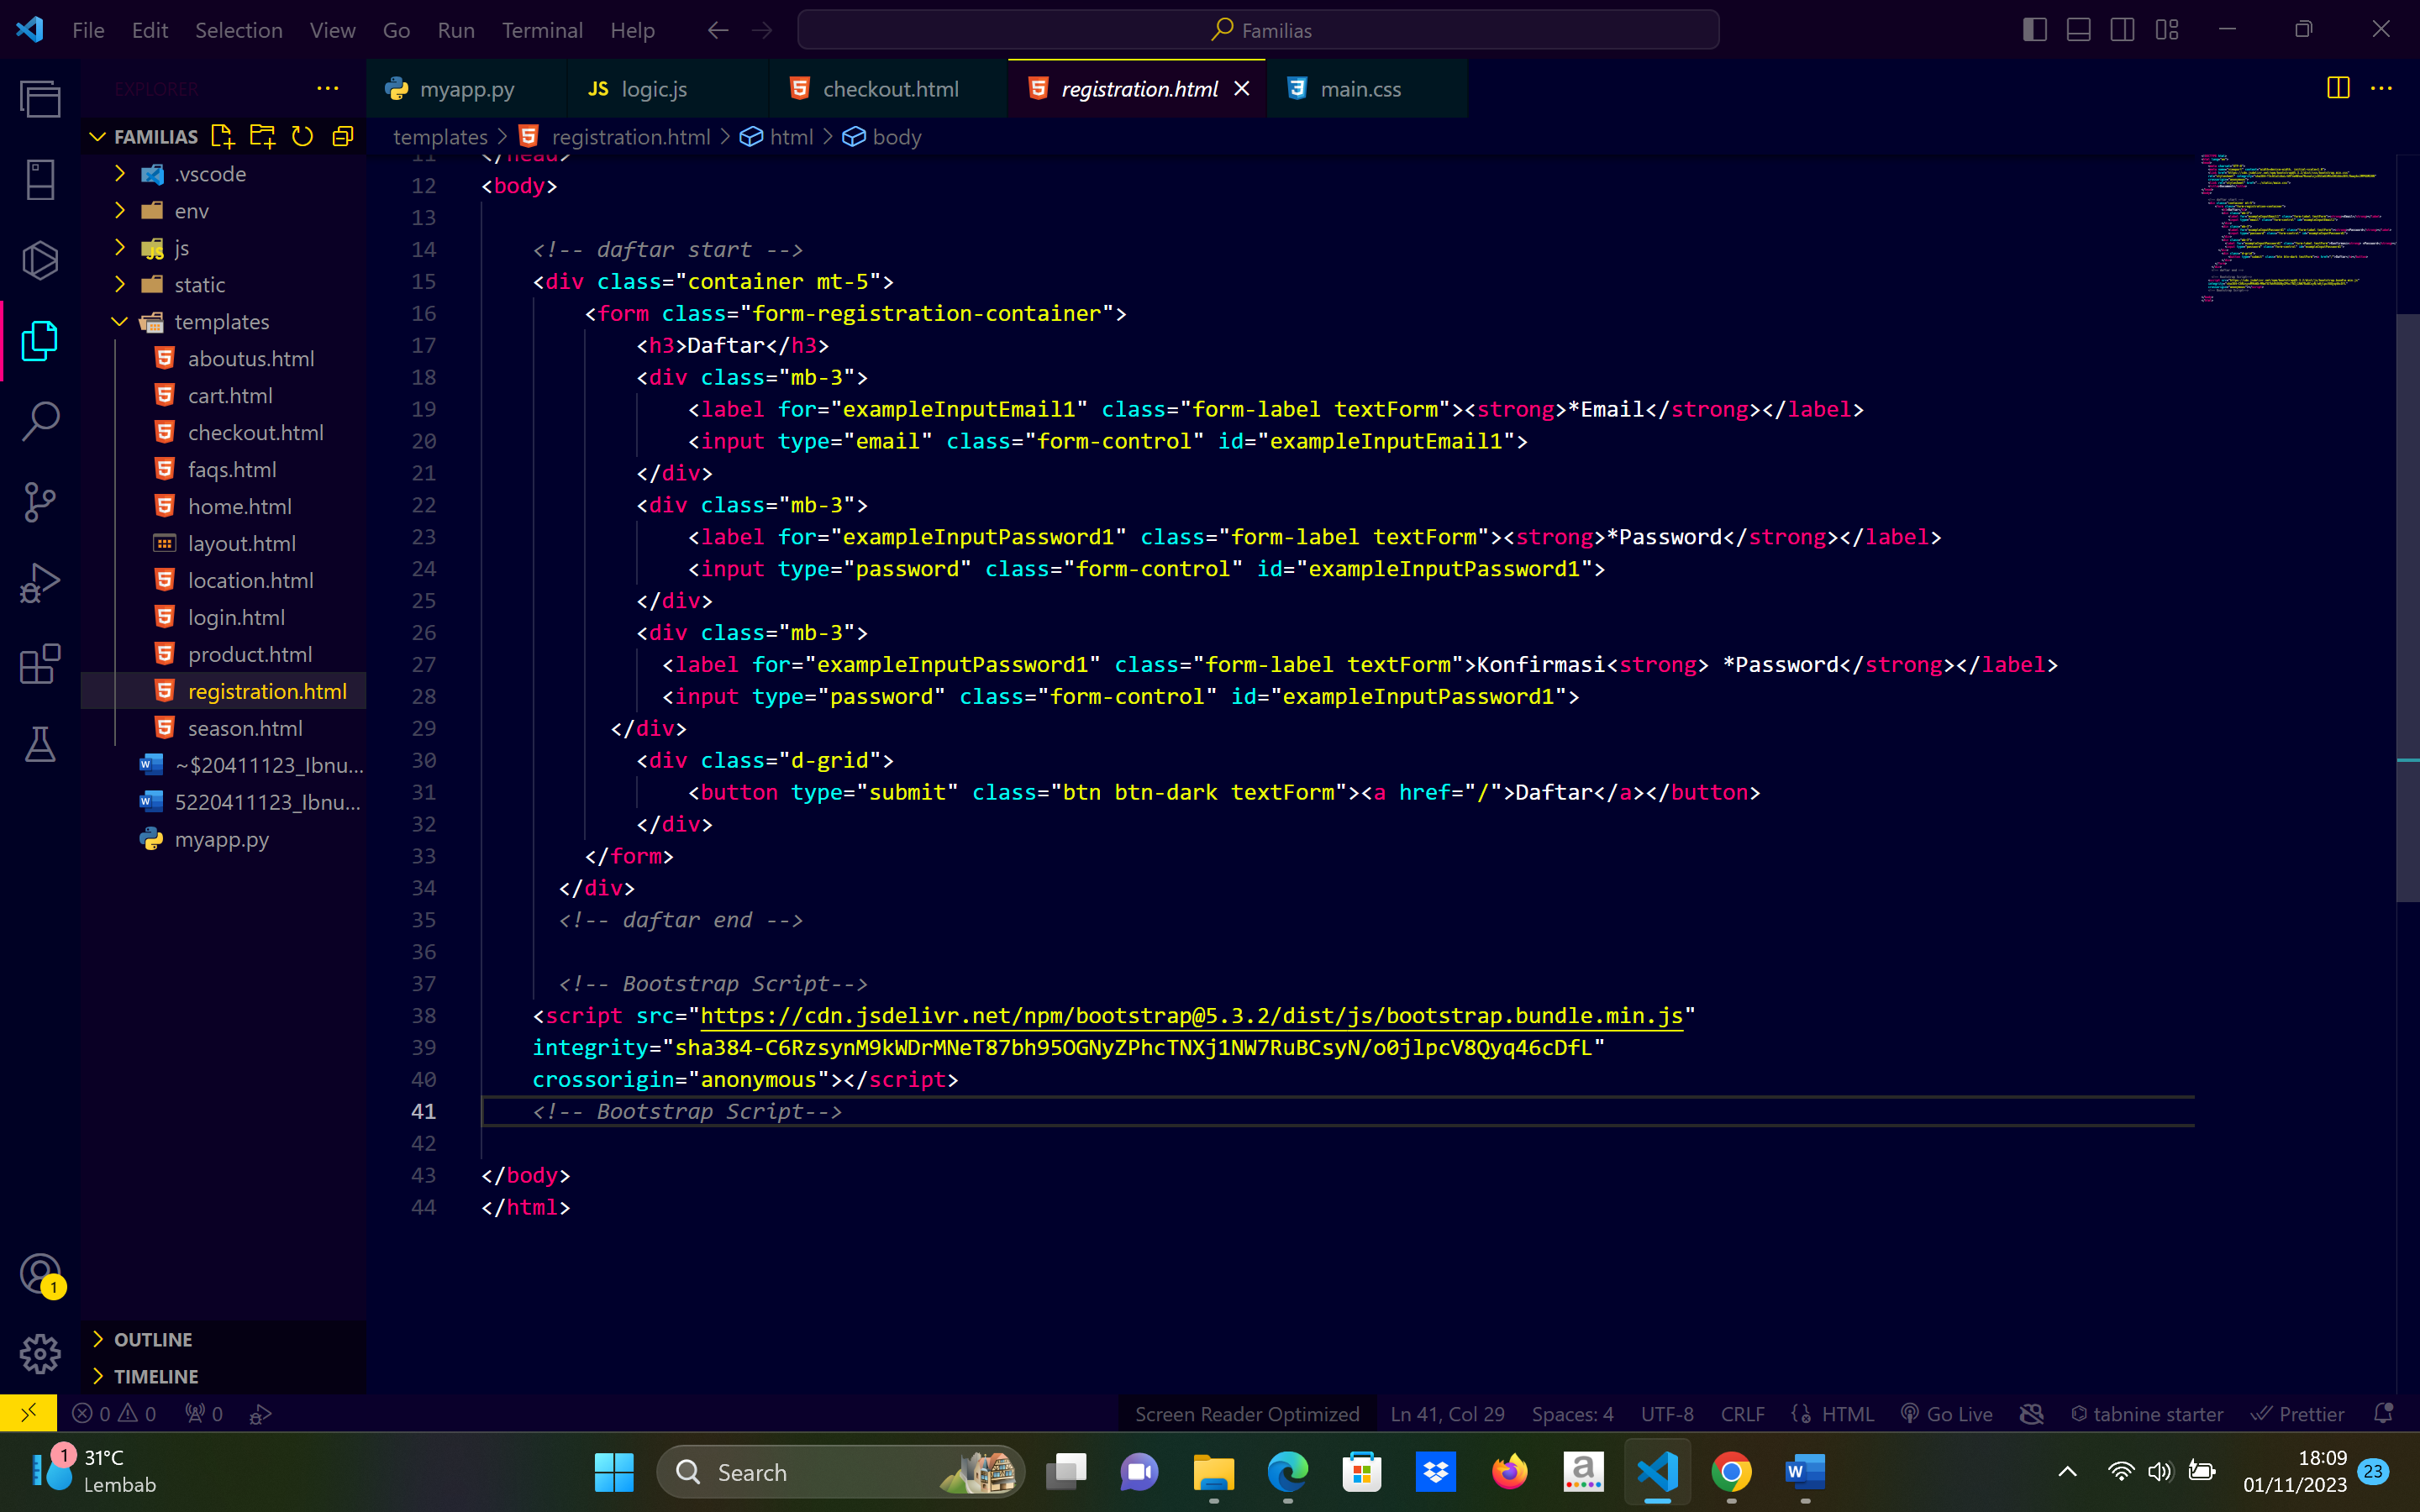 File Edit Selection View Go Run Terminal Help Familias
EXPLORER
myapp.py JS logic.js checkout.html registration.html main.css
FAMILIAS
templates > registration.html > html > body
.vscode
env
js
static
templates
aboutus.html
cart.html
checkout.html
faqs.html
home.html
layout.html
location.html
login.html
product.html
registration.html
season.html
~$20411123_Ibnu...
5220411123_Ibnu...
myapp.py
OUTLINE
TIMELINE
11 </head>
12 <body>
13
14 <!-- daftar start -->
15 <div class="container mt-5">
16 <form class="form-registration-container">
17 <h3>Daftar</h3>
18 <div class="mb-3">
19 <label for="exampleInputEmail1" class="form-label textForm"><strong>*Email</strong></label>
20 <input type="email" class="form-control" id="exampleInputEmail1">
21 </div>
22 <div class="mb-3">
23 <label for="exampleInputPassword1" class="form-label textForm"><strong>*Password</strong></label>
24 <input type="password" class="form-control" id="exampleInputPassword1">
25 </div>
26 <div class="mb-3">
27 <label for="exampleInputPassword1" class="form-label textForm">Konfirmasi<strong> *Password</strong></label>
28 <input type="password" class="form-control" id="exampleInputPassword1">
29 </div>
30 <div class="d-grid">
31 <button type="submit" class="btn btn-dark textForm"><a href="/">Daftar</a></button>
32 </div>
33 </form>
34 </div>
35 <!-- daftar end -->
36
37 <!-- Bootstrap Script-->
38 <script src="https://cdn.jsdelivr.net/npm/bootstrap@5.3.2/dist/js/bootstrap.bundle.min.js"
39 integrity="sha384-C6RzsynM9kWDrMNeT87bh95OGNyZPhcTNXj1NW7RuBCsyN/o0jlpcV8Qyq46cDfL"
40 crossorigin="anonymous"></script>
41 <!-- Bootstrap Script-->
42
43 </body>
44 </html>
1
0 0 0 Screen Reader Optimized Ln 41, Col 29 Spaces: 4 UTF-8 CRLF {} HTML Go Live tabnine starter Prettier
1 31°C
Lembab
Search
18:09
01/11/2023
23